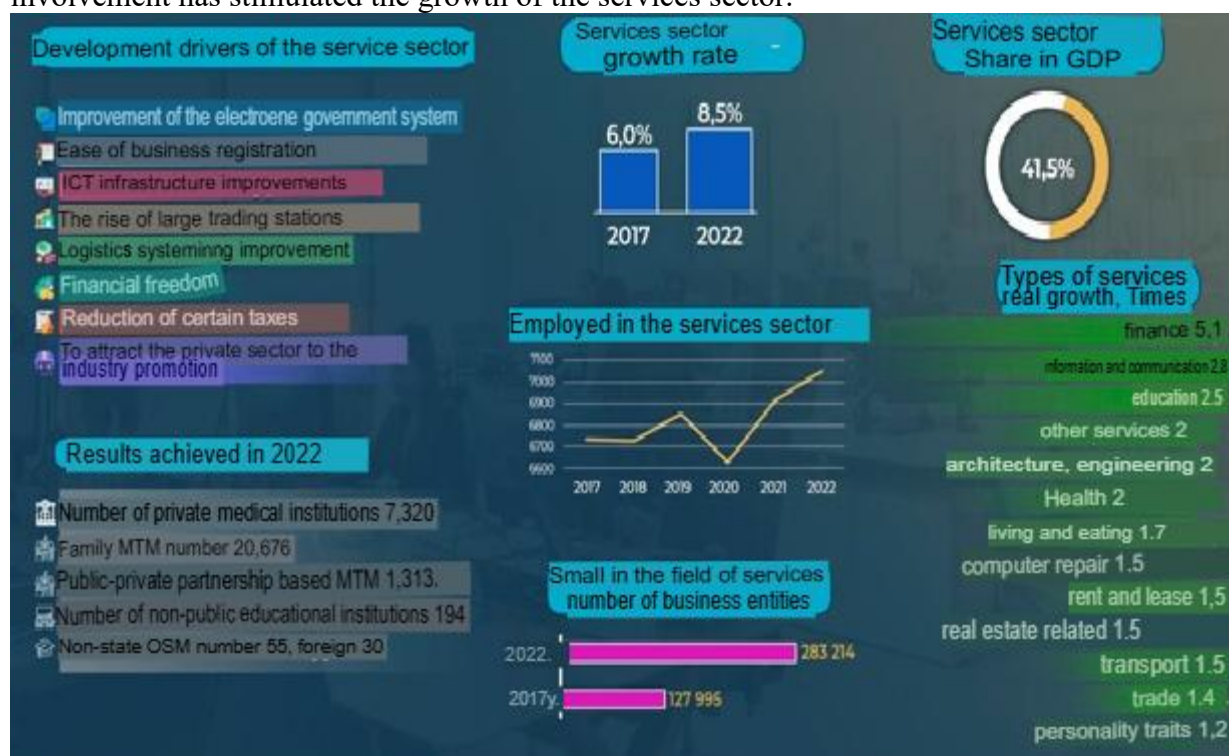 involvement has stimulated the growth of the services sector.
Development drivers of the service sector
Improvement of the electroene government system
Ease of business registration
ICT infrastructure improvements
The rise of large trading stations
Logistics systemining improvement
Financial freedom
Reduction of certain taxes
To attract the private sector to the
industry promotion
Results achieved in 2022
Number of private medical institutions 7,320
Family MTM number 20,676
Public-private partnership based MTM 1,313.
Number of non-public educational institutions 194
Non-state OSM number 55, foreign 30
Services sector
growth rate
6,0%
8,5%
2017
2022
Employed in the services sector
7100
7000
6900
6800
6700
6600
2017 2018 2019 2020 2021 2022
Small in the field of services
number of business entities
2022.
283 214
2017y.
127 995
Services sector
Share in GDP
41,5%
Types of services
real growth, Times
finance 5,1
nformation and communication 2,8
education 2.5
other services 2
architecture, engineering 2
Health 2
living and eating 1.7
computer repair 1.5
rent and lease 1,5
real estate related 1.5
transport 1.5
trade 1.4
personality traits 1,2